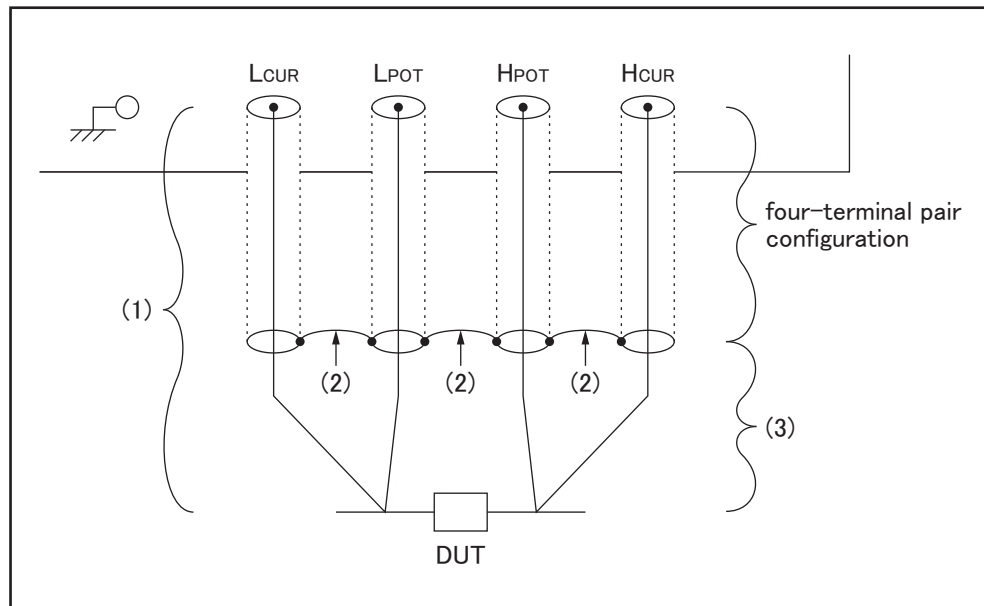 LCUR LPOT HPOT HCUR
four-terminal pair
configuration
(1)
(2) (2) (2)
(3)
DUT